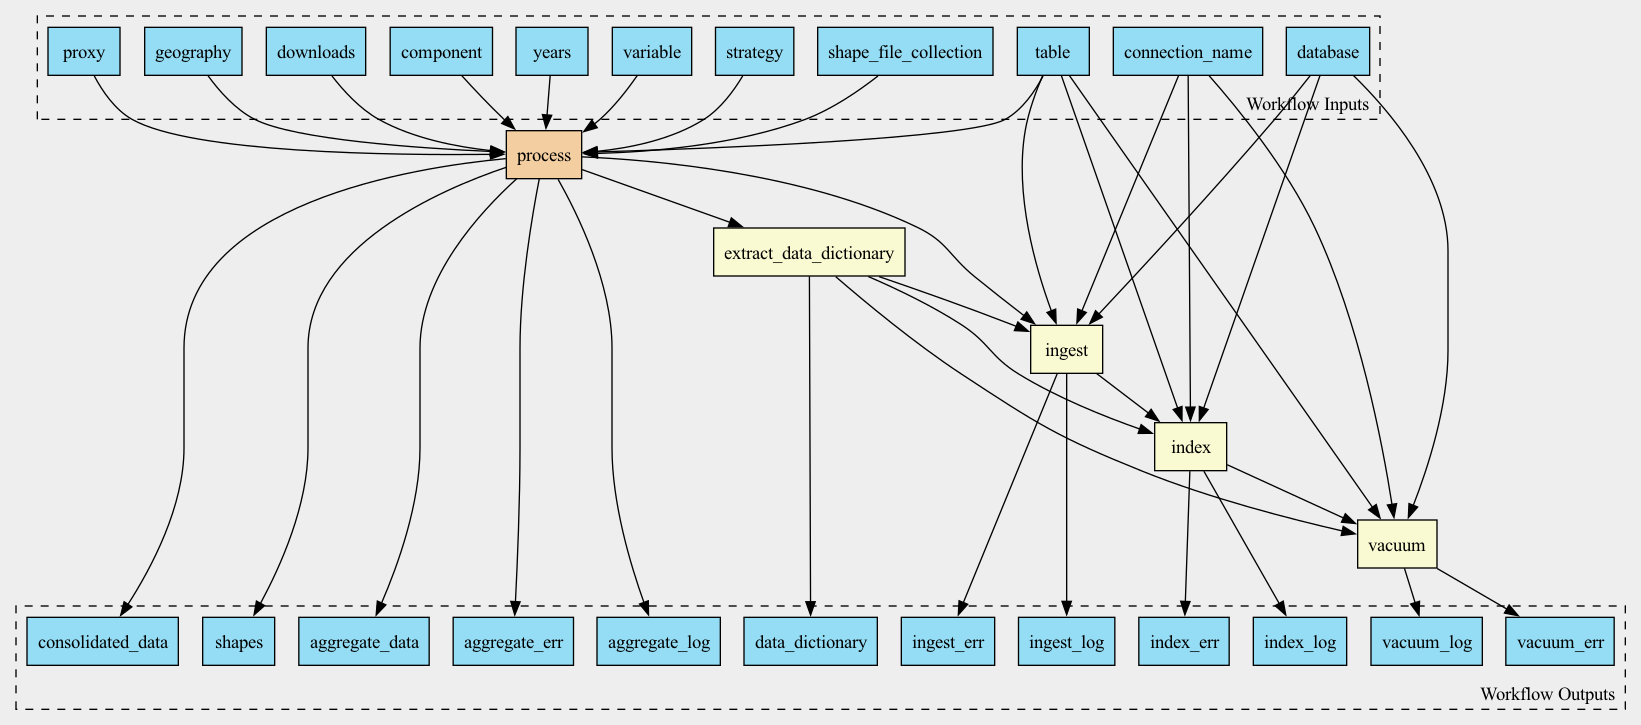 proxy
geography
downloads
component
years
variable
strategy
shape_file_collection
table
connection_name
database
Workflow Inputs
process
extract_data_dictionary
ingest
index
vacuum
consolidated_data
shapes
aggregate_data
aggregate_err
aggregate_log
data_dictionary
ingest_err
ingest_log
index_err
index_log
vacuum_log
vacuum_err
Workflow Outputs